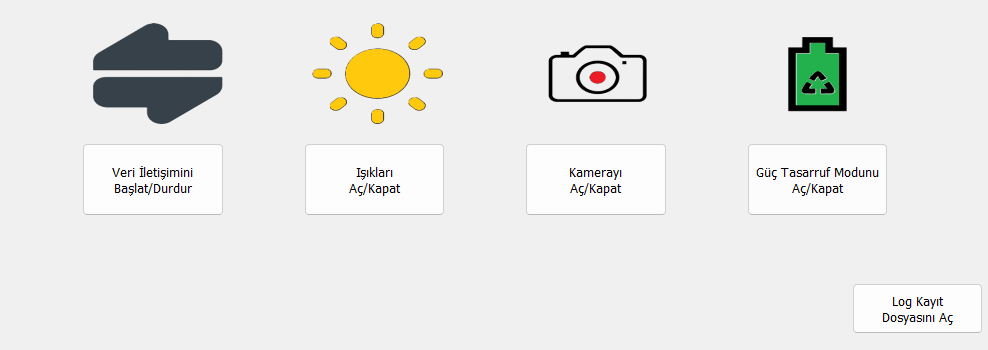 Veri İletişimini
Başlat/Durdur
Işıkları
Aç/Kapat
Kamerayı
Aç/Kapat
Güç Tasarruf Modunu
Aç/Kapat
Log Kayıt
Dosyasını Aç